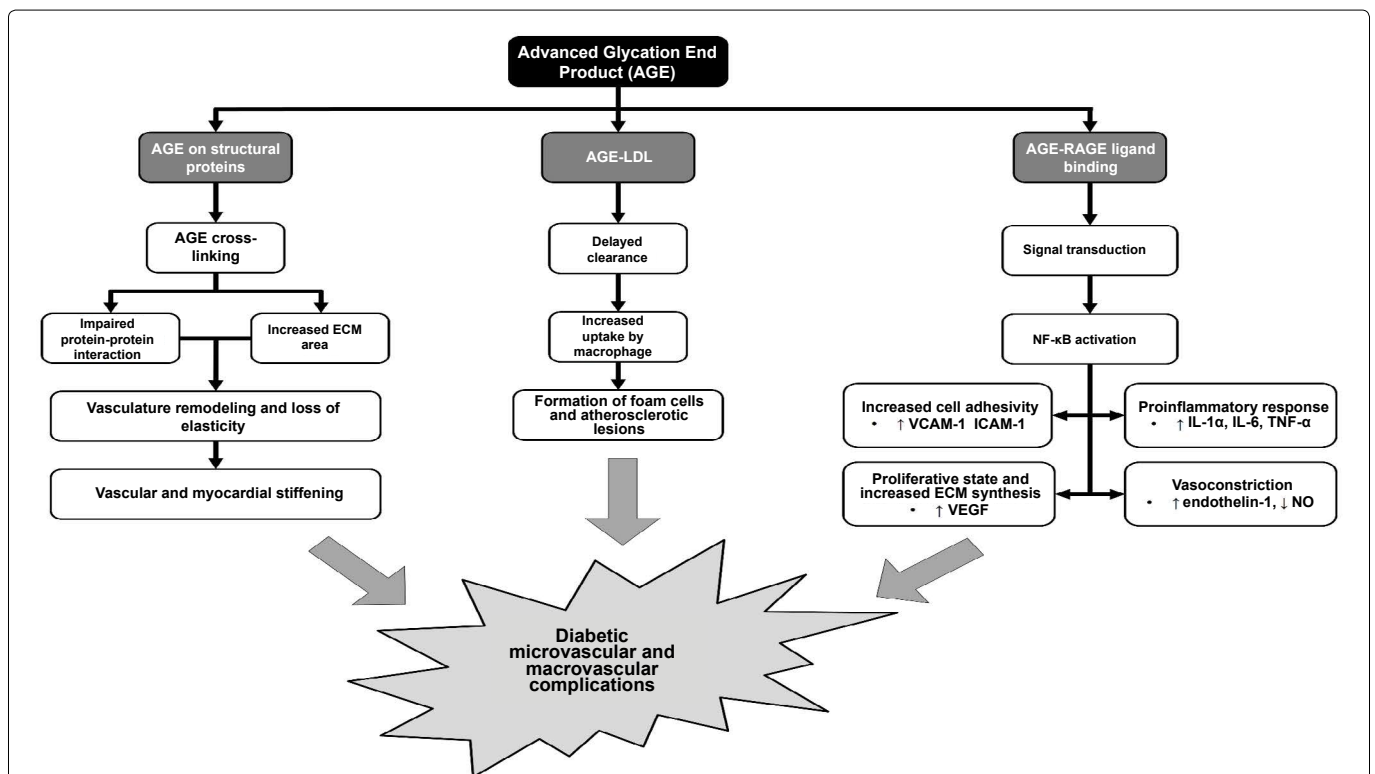 Advanced Glycation End
Product (AGE)
AGE on structural
proteins
AGE-LDL
AGE-RAGE ligand
binding
AGE cross-
linking
Delayed
clearance
Signal transduction
Impaired
protein-protein
interaction
Increased ECM
area
Increased
uptake by
macrophage
NF-κB activation
Vasculature remodeling and loss of
elasticity
Formation of foam cells
and atherosclerotic
lesions
Increased cell adhesivity
• ↑ VCAM-1 ICAM-1
Proinflammatory response
• ↑ IL-1α, IL-6, TNF-α
Vascular and myocardial stiffening
Proliferative state and
increased ECM synthesis
• ↑ VEGF
Vasoconstriction
• ↑ endothelin-1, ↓ NO
Diabetic
microvascular and
macrovascular
complications